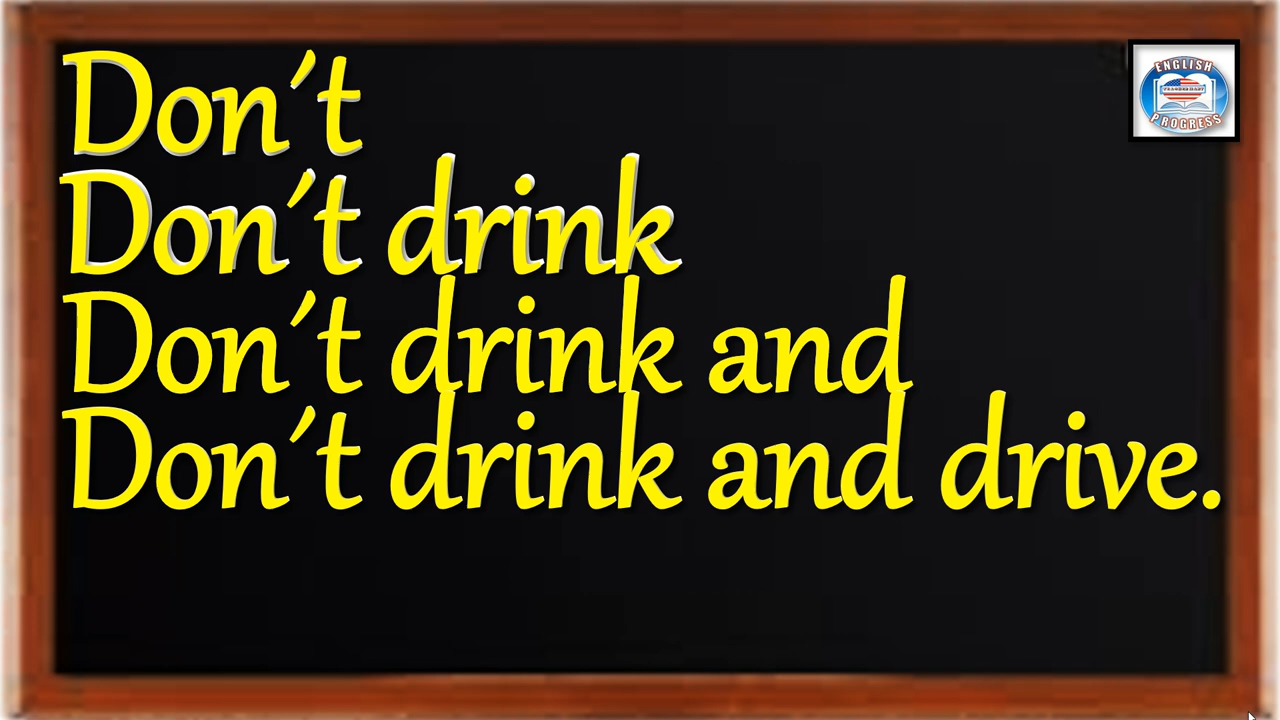 Don't
Don't drink
Don't drink and
Don't drink and drive.
ENGLISH
PROGRESS